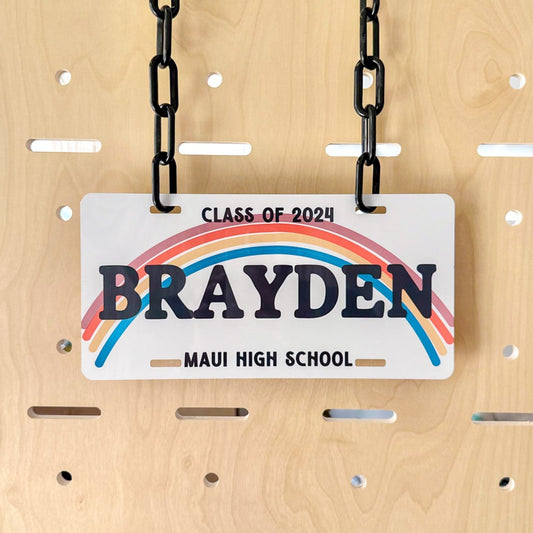 CLASS OF 2024
BRAYDEN
MAUI HIGH SCHOOL